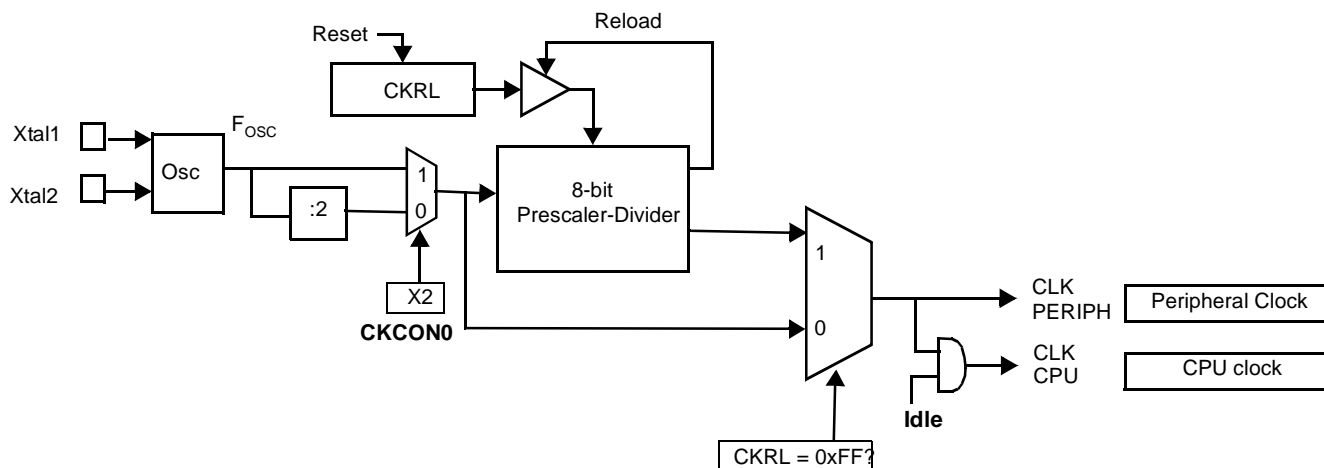 Reload
Reset
CKRL
Xtal1
FOSC
Osc
Xtal2
:2
1
0
8-bit
Prescaler-Divider
X2
CKCON0
1
0
CLK
PERIPH
Peripheral Clock
CLK
CPU
CPU clock
Idle
CKRL = 0xFF?